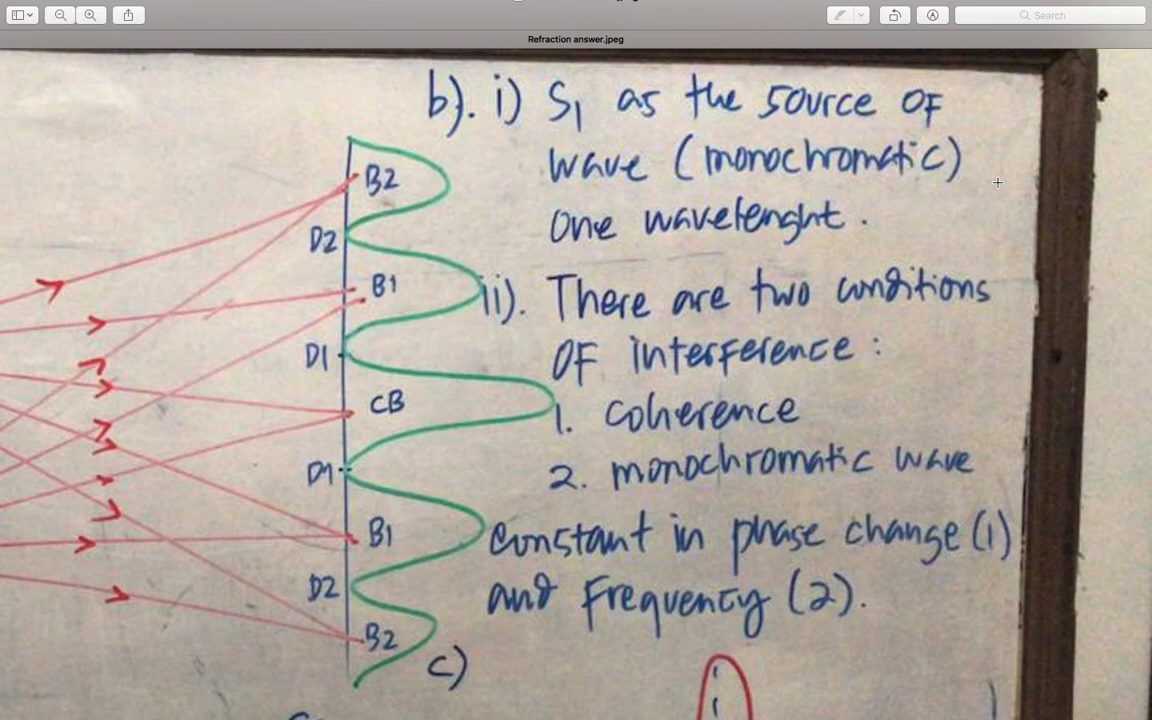 Search
Refraction answer.jpeg
b). i) S1 as the source OF
wave (monochromatic)
one wavelenght.
ii). There are two conditions
OF interference:
1. coherence
2. monochromatic wave
constant in phase change (1)
and Frequency (2).
B2
D2
B1
D1
CB
D1
B1
D2
B2
c)